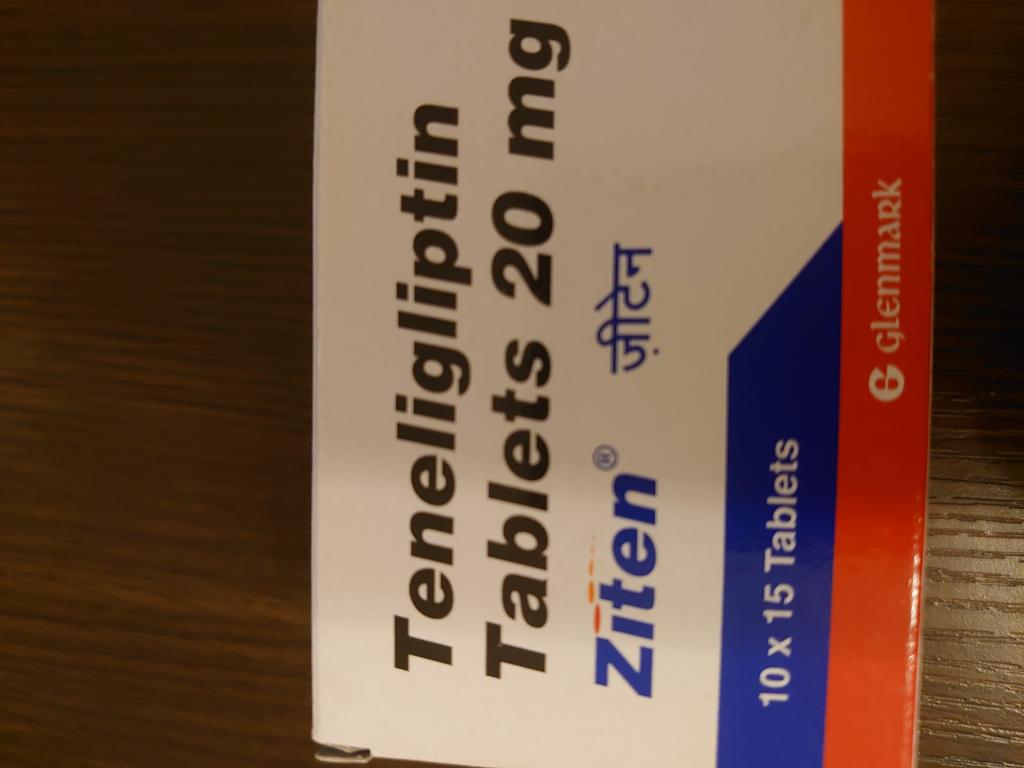 Teneligliptin
Tablets 20 mg
Ziten® ज़ीटेन
10 x 15 Tablets
G Glenmark